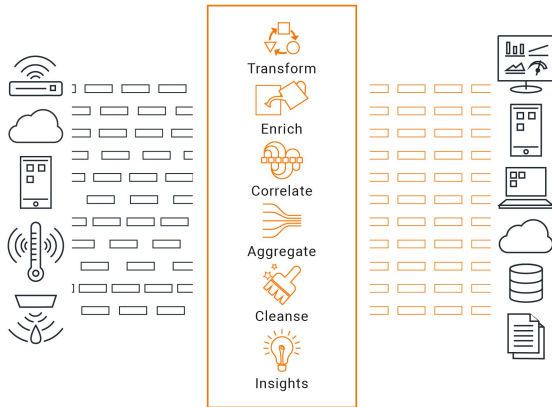 Transform
Enrich
Correlate
Aggregate
Cleanse
Insights